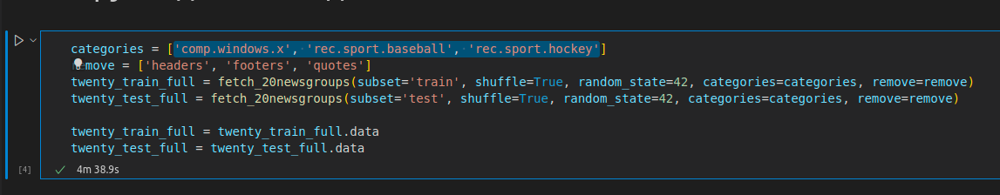 categories = ['comp.windows.x', 'rec.sport.baseball', 'rec.sport.hockey']
remove = ['headers', 'footers', 'quotes']
twenty_train_full = fetch_20newsgroups(subset='train', shuffle=True, random_state=42, categories=categories, remove=remove)
twenty_test_full = fetch_20newsgroups(subset='test', shuffle=True, random_state=42, categories=categories, remove=remove)
twenty_train_full = twenty_train_full.data
twenty_test_full = twenty_test_full.data
[4] 4m 38.9s